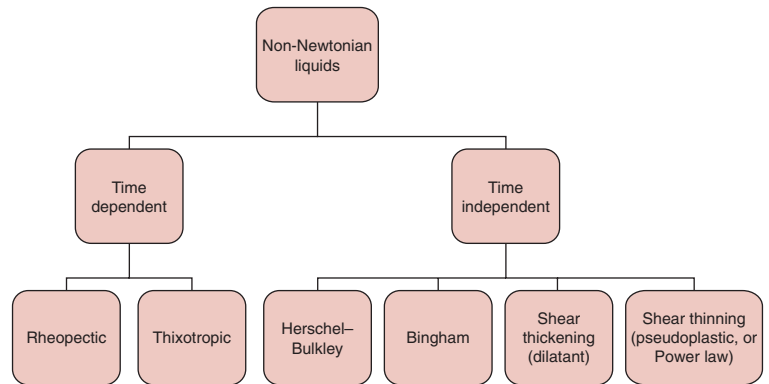 Non-Newtonian
liquids
Time
dependent
Time
independent
Rheopectic
Thixotropic
Herschel–
Bulkley
Bingham
Shear
thickening
(dilatant)
Shear thinning
(pseudoplastic, or
Power law)